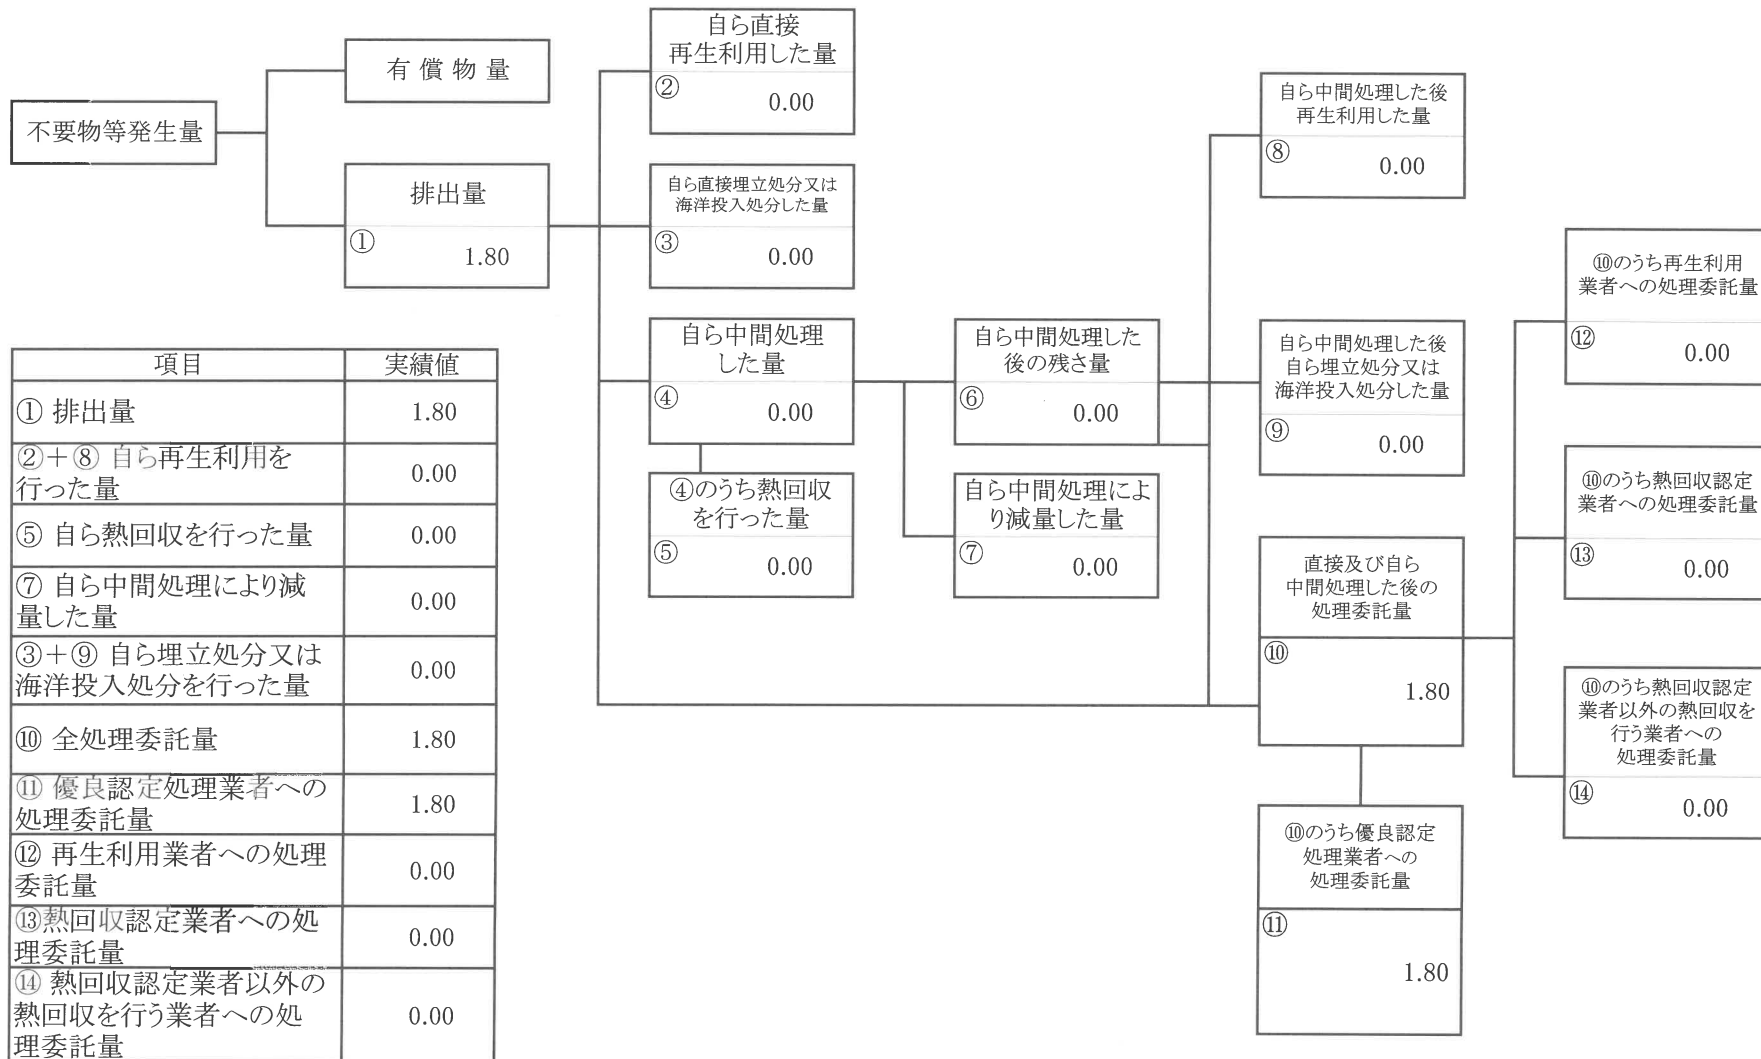 不要物等発生量
有償物量
排出量
①
1.80
自ら直接
再生利用した量
②
0.00
自ら直接埋立処分又は
海洋投入処分した量
③
0.00
自ら中間処理
した量
④
0.00
④のうち熱回収
を行った量
⑤
0.00
自ら中間処理した
後の残さ量
⑥
0.00
自ら中間処理によ
り減量した量
⑦
0.00
自ら中間処理した後
再生利用した量
⑧
0.00
自ら中間処理した後
自ら埋立処分又は
海洋投入処分した量
⑨
0.00
直接及び自ら
中間処理した後の
処理委託量
⑩
1.80
⑩のうち優良認定
処理業者への
処理委託量
⑪
1.80
⑩のうち再生利用
業者への処理委託量
⑫
0.00
⑩のうち熱回収認定
業者への処理委託量
⑬
0.00
⑩のうち熱回収認定
業者以外の熱回収を
行う業者への
処理委託量
⑭
0.00
項目 実績値
① 排出量 1.80
②+⑧ 自ら再生利用を
行った量 0.00
⑤ 自ら熱回収を行った量 0.00
⑦ 自ら中間処理により減
量した量 0.00
③+⑨ 自ら埋立処分又は
海洋投入処分を行った量 0.00
⑩ 全処理委託量 1.80
⑪ 優良認定処理業者への
処理委託量 1.80
⑫ 再生利用業者への処理
委託量 0.00
⑬熱回収認定業者への処
理委託量 0.00
⑭ 熱回収認定業者以外の
熱回収を行う業者への処
理委託量 0.00